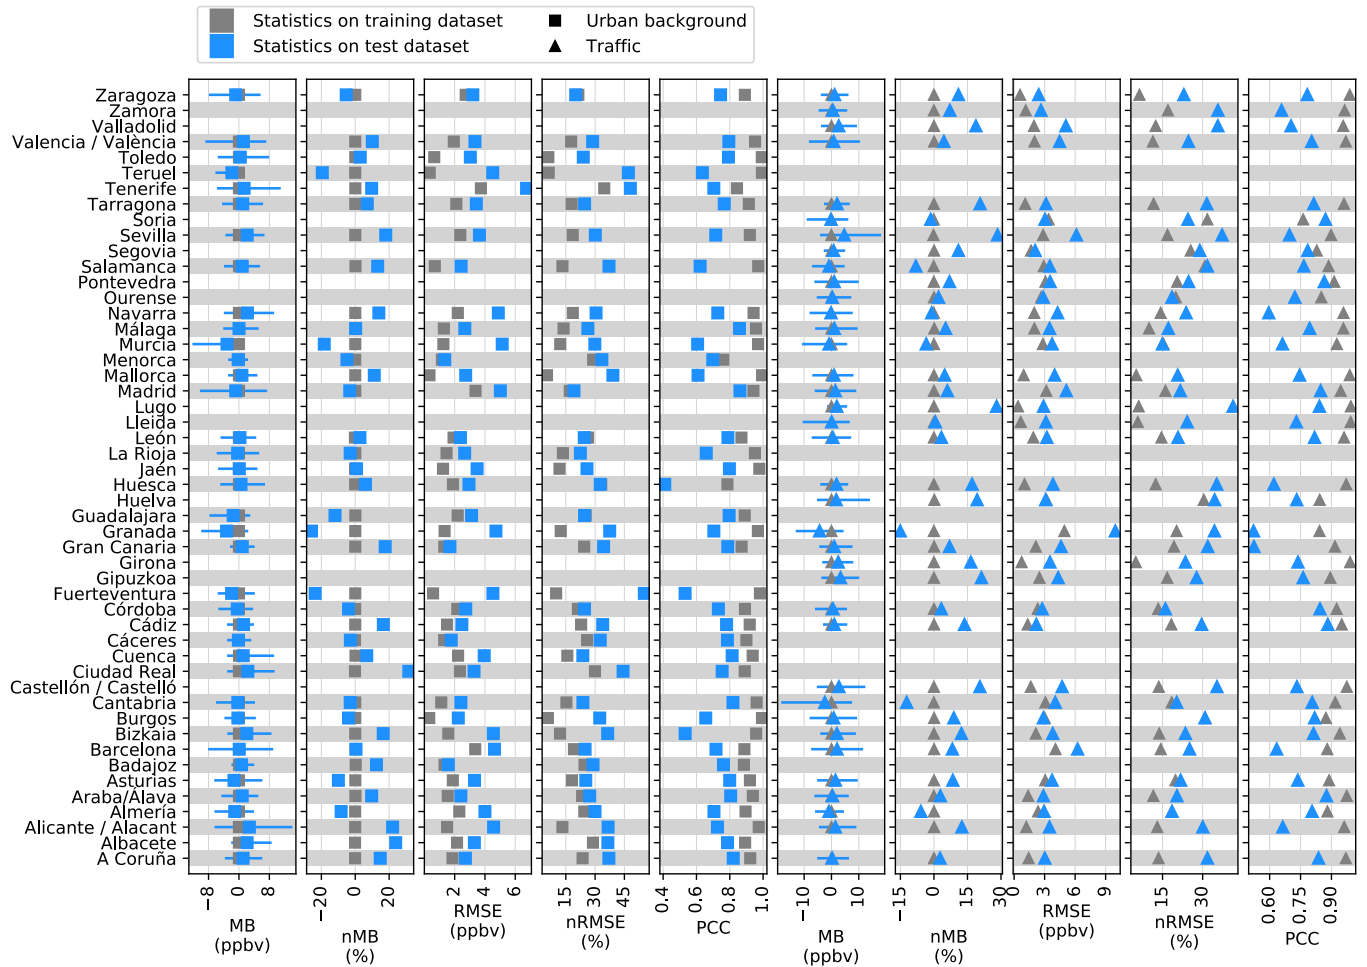 Statistics on training dataset
Urban background
Statistics on test dataset
Traffic
Zaragoza
Zamora
Valladolid
Valencia / València
Toledo
Teruel
Tenerife
Tarragona
Soria
Sevilla
Segovia
Salamanca
Pontevedra
Ourense
Navarra
Málaga
Murcia
Menorca
Mallorca
Madrid
Lugo
Lleida
León
La Rioja
Jaén
Huesca
Huelva
Guadalajara
Granada
Gran Canaria
Girona
Gipuzkoa
Fuerteventura
Córdoba
Cádiz
Cáceres
Cuenca
Ciudad Real
Castellón / Castelló
Cantabria
Burgos
Bizkaia
Barcelona
Badajoz
Asturias
Araba/Álava
Almería
Alicante / Alacant
Albacete
A Coruña
−8 0 8
−20 0 20
2 4 6
15 30 45
0.4 0.6 0.8 1.0
−10 0 10
−15 0 15 30
0 3 6 9
15 30
0.60 0.75 0.90
MB
(ppbv)
nMB
(%)
RMSE
(ppbv)
nRMSE
(%)
PCC
MB
(ppbv)
nMB
(%)
RMSE
(ppbv)
nRMSE
(%)
PCC